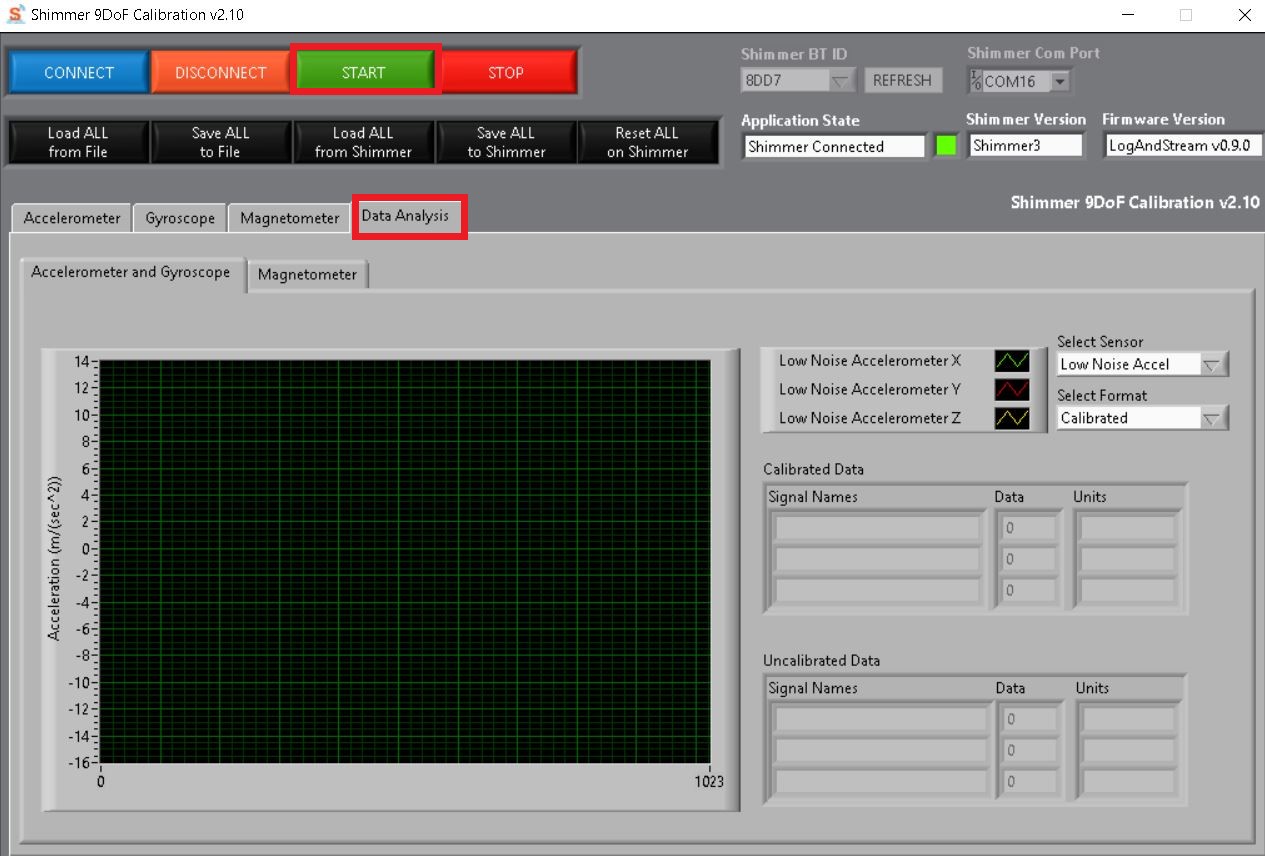 Shimmer 9DoF Calibration v2.10
CONNECT
DISCONNECT
START
STOP
Shimmer BT ID
8DD7
REFRESH
Shimmer Com Port
COM16
Load ALL
from File
Save ALL
to File
Load ALL
from Shimmer
Save ALL
to Shimmer
Reset ALL
on Shimmer
Application State
Shimmer Connected
Shimmer Version
Shimmer3
Firmware Version
LogAndStream v0.9.0
Shimmer 9DoF Calibration v2.10
Accelerometer
Gyroscope
Magnetometer
Data Analysis
Accelerometer and Gyroscope
Magnetometer
Acceleration (m/(sec^2))
14
12
10
8
6
4
2
0
-2
-4
-6
-8
-10
-12
-14
-16
0
1023
Low Noise Accelerometer X
Low Noise Accelerometer Y
Low Noise Accelerometer Z
Select Sensor
Low Noise Accel
Select Format
Calibrated
Calibrated Data
Signal Names
Data
Units
0
0
0
Uncalibrated Data
Signal Names
Data
Units
0
0
0